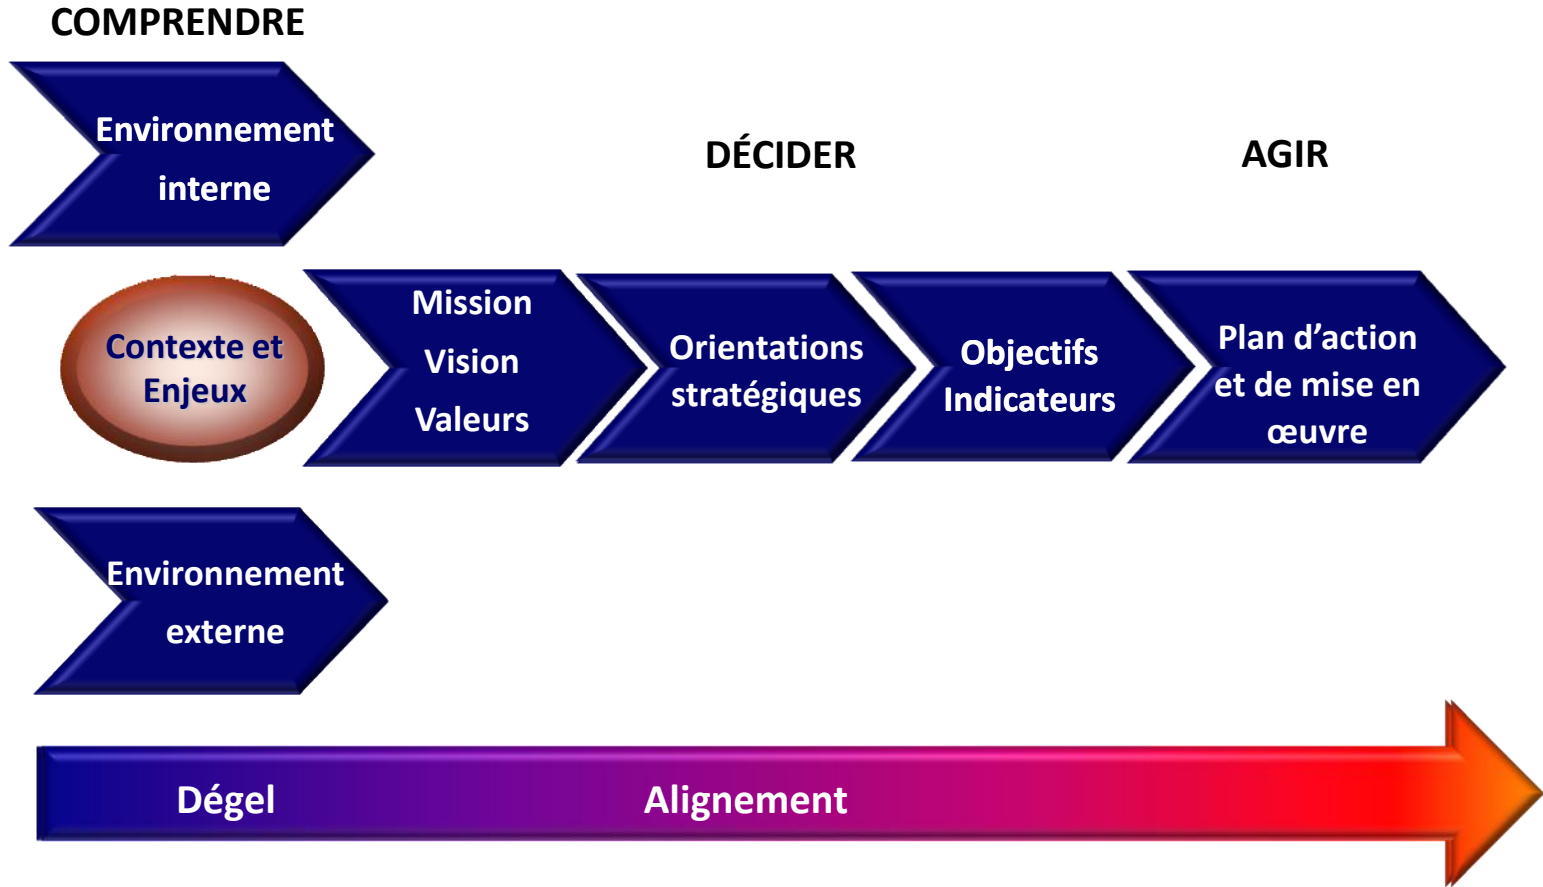 COMPRENDRE
Environnement
interne
DÉCIDER
AGIR
Contexte et
Enjeux
Mission
Vision
Valeurs
Orientations
stratégiques
Objectifs
Indicateurs
Plan d’action
et de mise en
œuvre
Environnement
externe
Dégel
Alignement